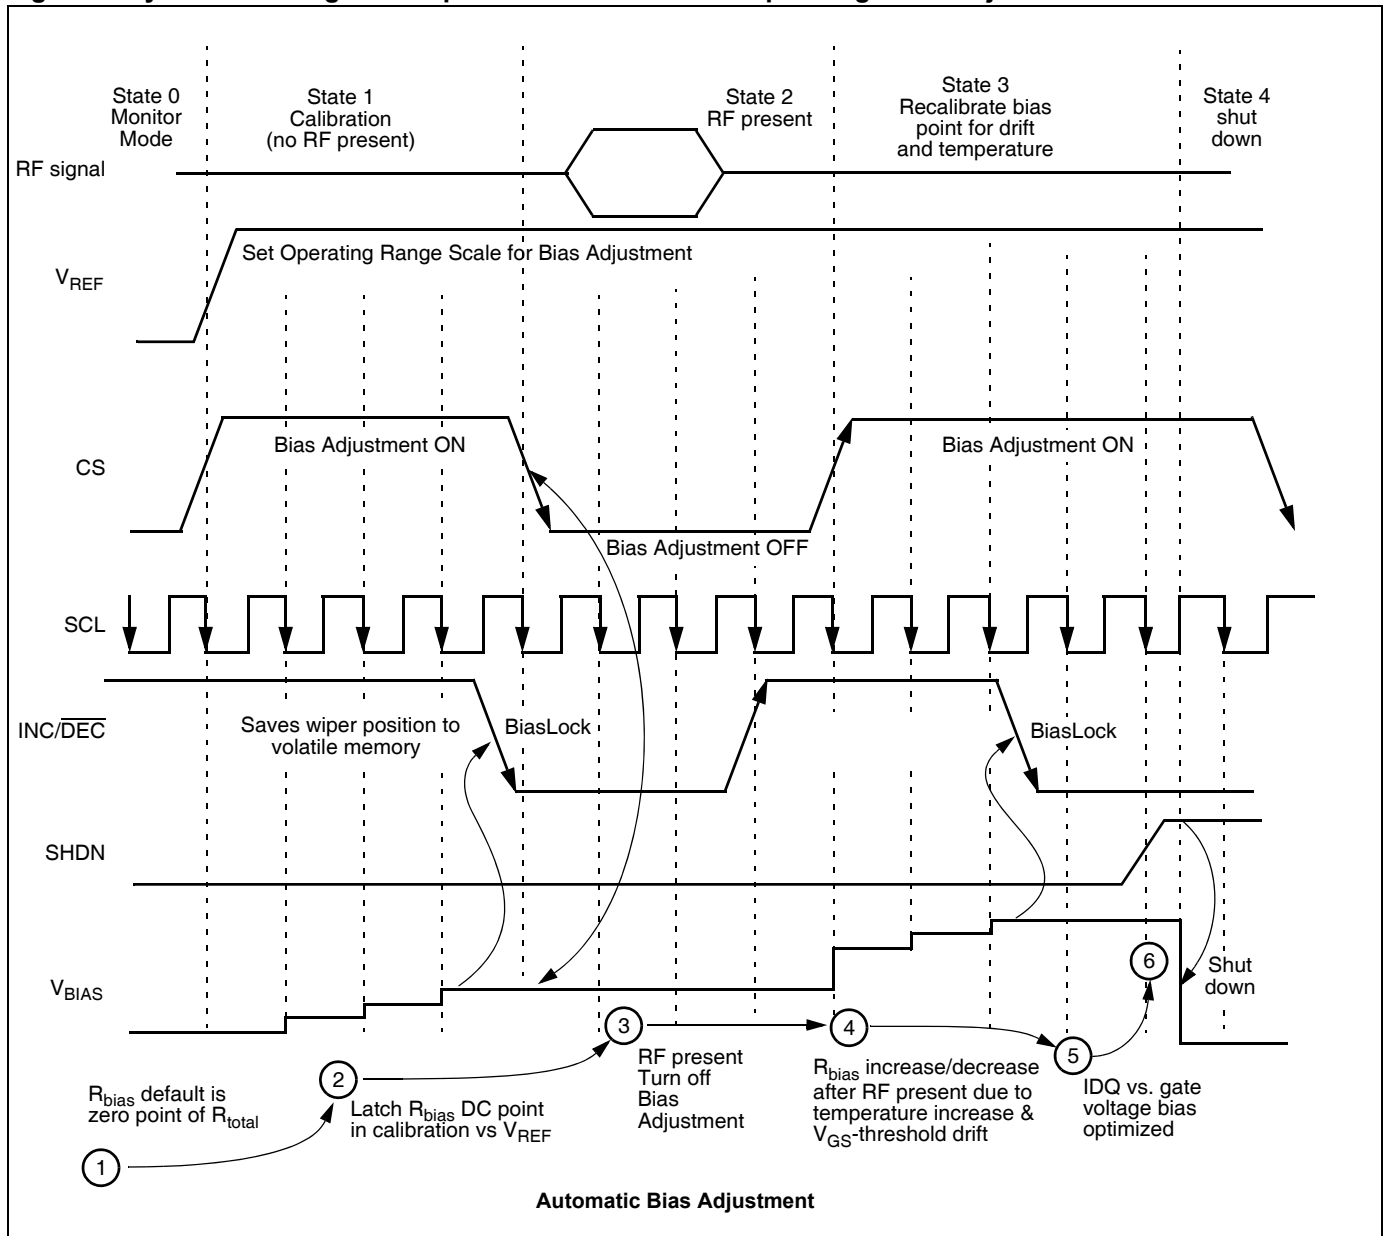 State 0
Monitor
Mode
State 1
Calibration
(no RF present)
State 2
RF present
State 3
Recalibrate bias
point for drift
and temperature
State 4
shut
down
RF signal
Set Operating Range Scale for Bias Adjustment
VREF
Bias Adjustment ON
Bias Adjustment ON
CS
Bias Adjustment OFF
SCL
INC/DEC
Saves wiper position to
volatile memory
BiasLock
BiasLock
SHDN
VBIAS
Shut
down
1
2
3
4
5
6
Rbias default is
zero point of Rtotal
Latch Rbias DC point
in calibration vs VREF
RF present
Turn off
Bias
Adjustment
Rbias increase/decrease
after RF present due to
temperature increase &
VGS-threshold drift
IDQ vs. gate
voltage bias
optimized
Automatic Bias Adjustment